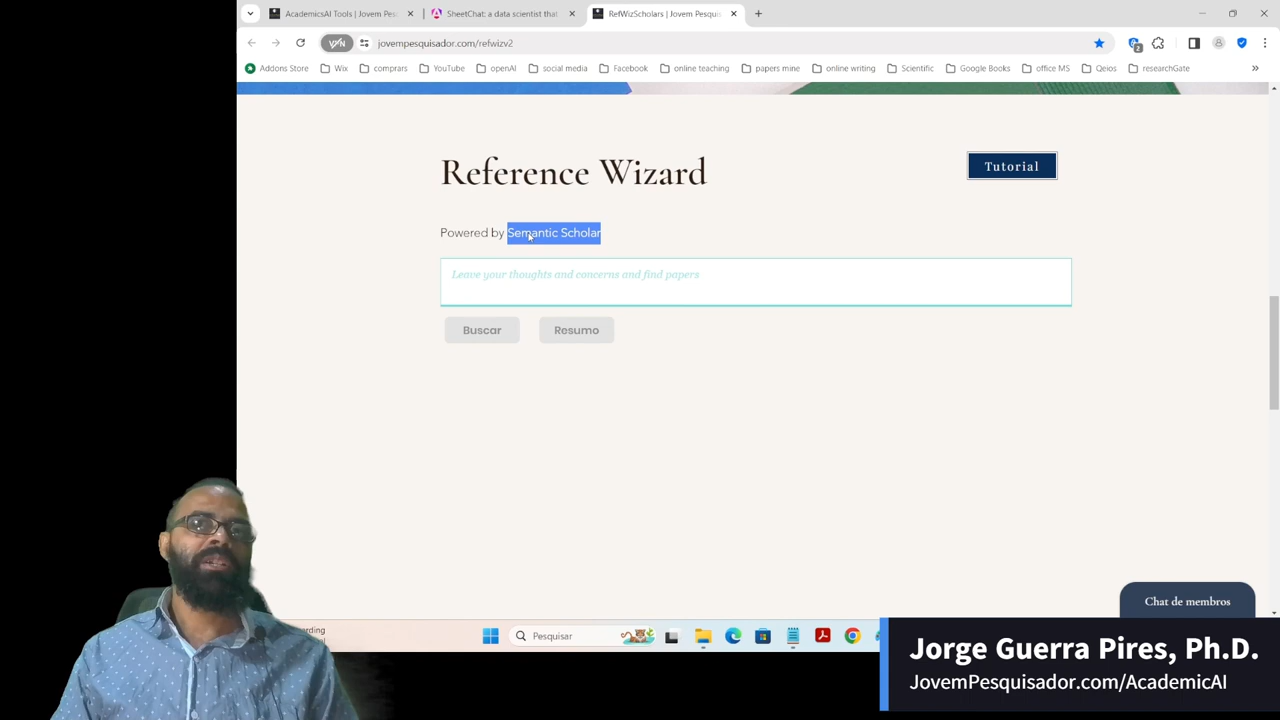 AcademicsAI Tools | Jovem Pes
SheetChat: a data scientist that
RefWizScholars | Jovem Pesquis
jovempesquisador.com/refwizv2
Addons Store
Wix
comprars
YouTube
openAI
social media
Facebook
online teaching
papers mine
online writing
Scientific
Google Books
office MS
Qeios
researchGate
»
Reference Wizard
Tutorial
Powered by Semantic Scholar
Leave your thoughts and concerns and find papers
Buscar
Resumo
Chat de membros
Pesquisar
Jorge Guerra Pires, Ph.D.
JovemPesquisador.com/AcademicAI